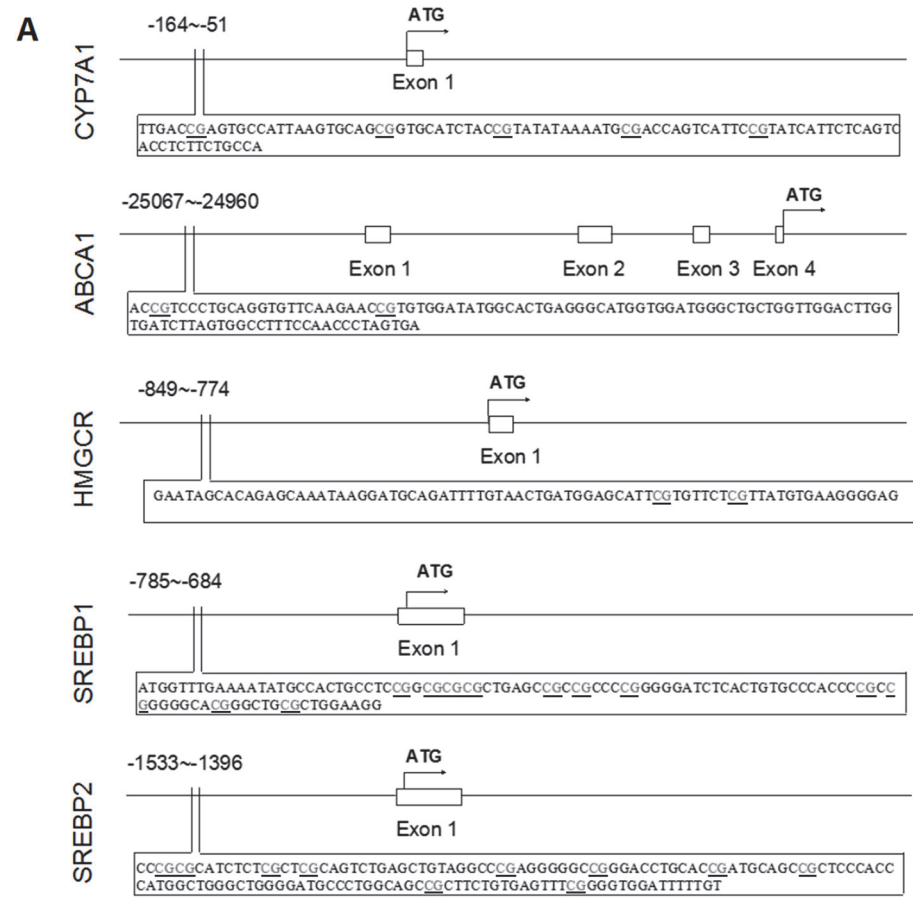 A
CYP7A1
-164~-51
ATG
Exon 1
TTGACCGAGTGCCATTAAGTGCAGCGGTGCATCTACCGTATATAAAATGCGACCAGTCATTCCGTATCATTCTCAGTC
ACCTCTTCTGCCA
ABCA1
-25067~-24960
ATG
Exon 1 Exon 2 Exon 3 Exon 4
ACCGTCCCTGCAGGTGTTCAAGAACCGTGTGGATATGGCACTGAGGGCATGGTGGATGGGCTGCTGGTTGGACTTGG
TGATCTTAGTGGCCTTTCCAACCCTAGTGA
HMGCR
-849~-774
ATG
Exon 1
GAATAGCACAGAGCAAATAAGGATGCAGATTTTGTAACTGATGGAGCATTCGTGTTCTCGTTATGTGAAGGGGAG
SREBP1
-785~-684
ATG
Exon 1
ATGGTTTGAAAATATGCCACTGCCTCCGGCGCGCGCTGAGCCGCCGCCCCGGGGGATCTCACTGTGCCCACCCCGCC
GGGGGCACGGGCTGCGCTGGAAGG
SREBP2
-1533~-1396
ATG
Exon 1
CCCGCGCATCTCTCGCTCGCAGTCTGAGCTGTAGGCCCGAGGGGGCCGGGACCTGCACCGATGCAGCCGCTCCCACC
CATGGCTGGGCTGGGGATGCCCTGGCAGCCGCTTCTGTGAGTTTCGGGGTGGATTTTTGT